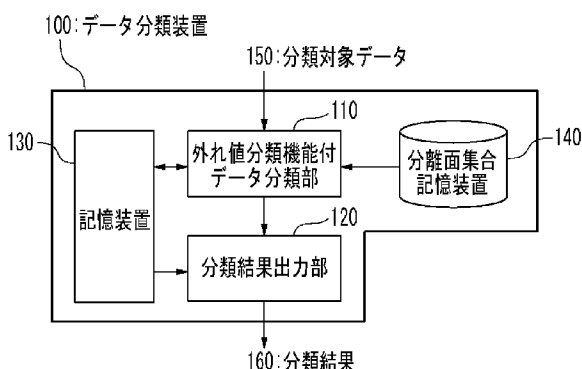 100:データ分類装置
150:分類対象データ
110
130
外れ値分類機能付
データ分類部
分離面集合
記憶装置
140
記憶装置
120
分類結果出力部
160:分類結果